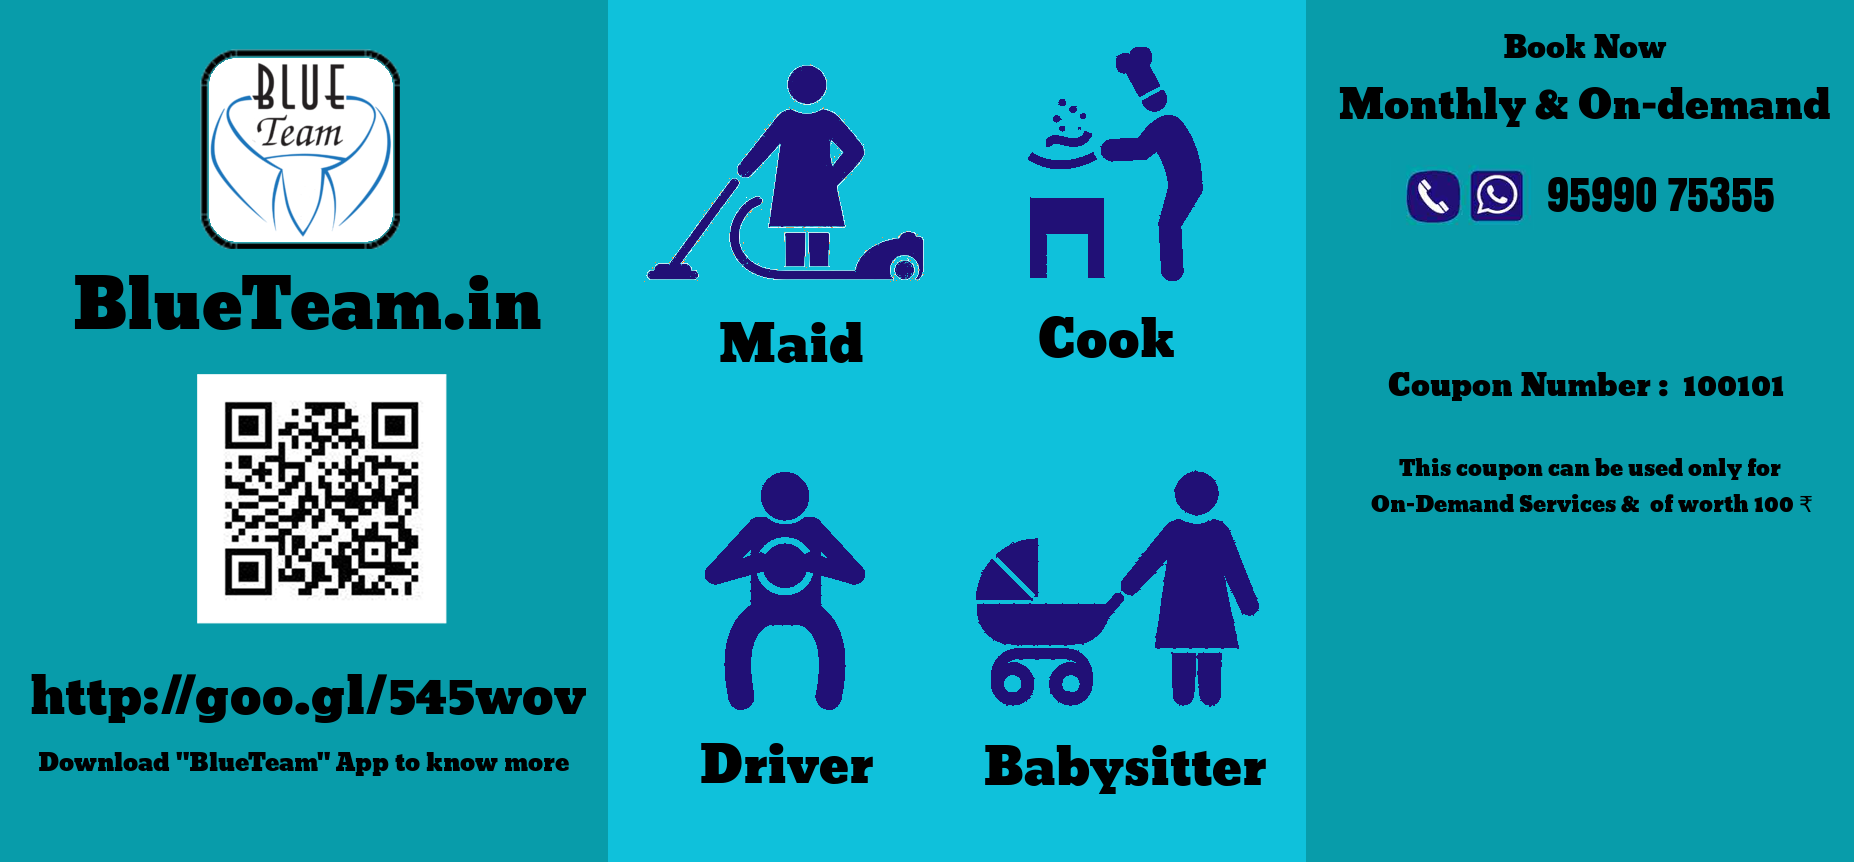 BLUE
Team
BlueTeam.in
http://goo.gl/545wov
Download "BlueTeam" App to know more
Maid
Cook
Driver
Babysitter
Book Now
Monthly & On-demand
95990 75355
Coupon Number : 100101
This coupon can be used only for
On-Demand Services & of worth 100 ₹